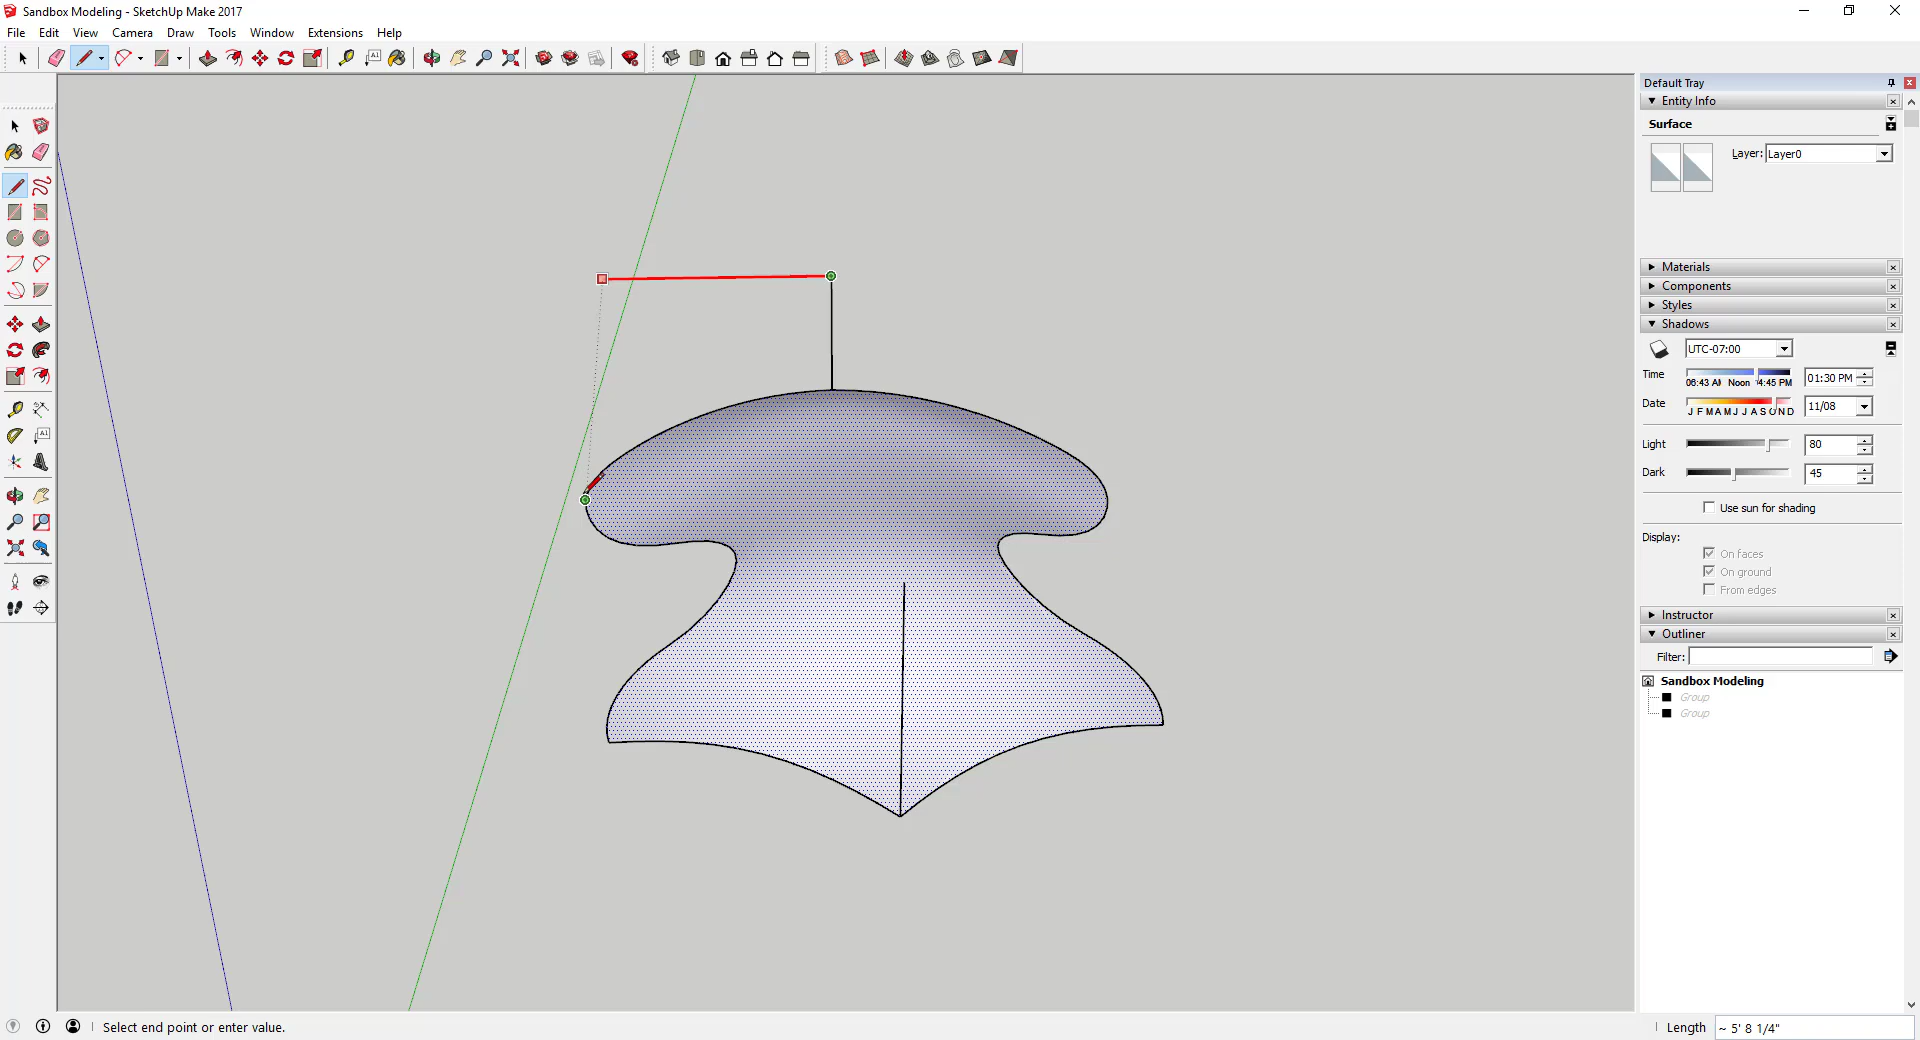 Sandbox Modeling - SketchUp Make 2017
File Edit View Camera Draw Tools Window Extensions Help
Default Tray
Entity Info
Surface
Layer: Layer0
Materials
Components
Styles
Shadows
UTC-07:00
Time 06:43 AM Noon 4:45 PM 01:30 PM
Date J F M A M J J A S O N D 11/08
Light 80
Dark 45
Use sun for shading
Display:
On faces
On ground
From edges
Instructor
Outliner
Filter:
Sandbox Modeling
Group
Group
Select end point or enter value.
Length ~ 5' 8 1/4"